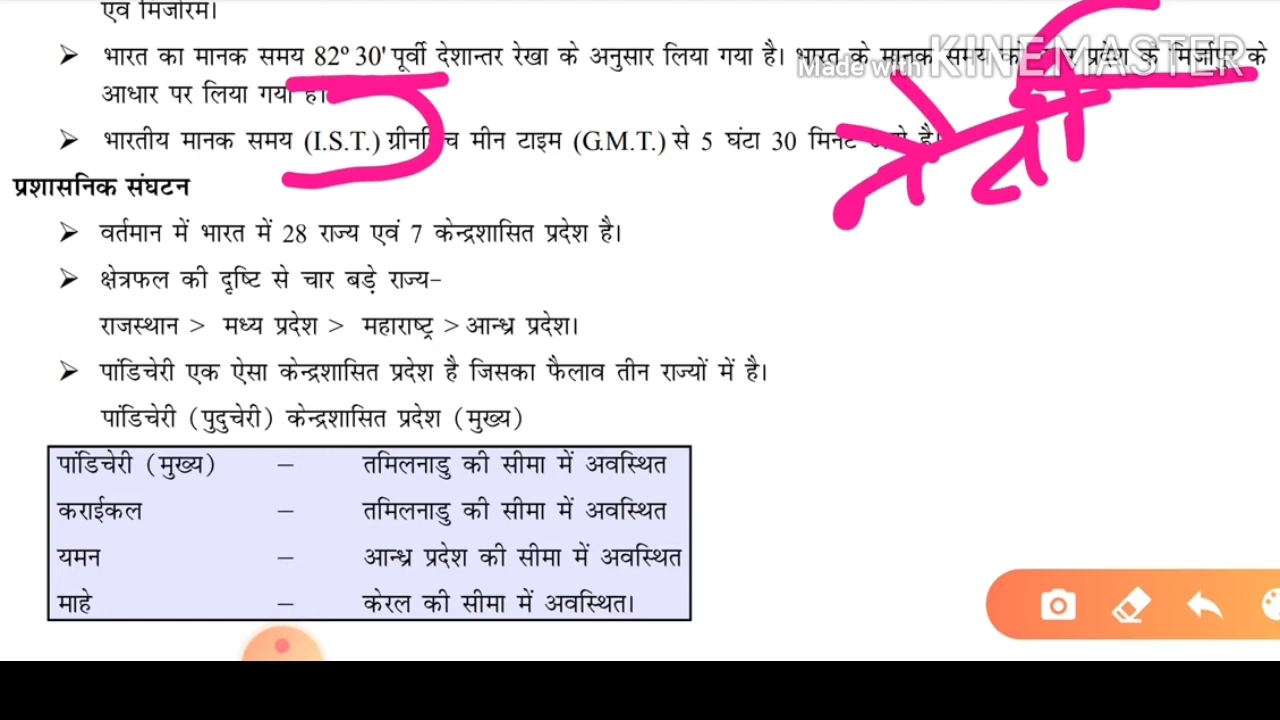 एवं मिजोरम।
➢ भारत का मानक समय 82º 30' पूर्वी देशान्तर रेखा के अनुसार लिया गया है। भारत के मानक समय को प्रदेश के मिर्जापुर के
Made with KINEMASTER
आधार पर लिया गया है।
➢ भारतीय मानक समय (I.S.T.) ग्रीनविच मीन टाइम (G.M.T.) से 5 घंटा 30 मिनट आगे है।
प्रशासनिक संघटन
➢ वर्तमान में भारत में 28 राज्य एवं 7 केन्द्रशासित प्रदेश है।
➢ क्षेत्रफल की दृष्टि से चार बड़े राज्य-
राजस्थान > मध्य प्रदेश > महाराष्ट्र > आन्ध्र प्रदेश।
➢ पांडिचेरी एक ऐसा केन्द्रशासित प्रदेश है जिसका फैलाव तीन राज्यों में है।
पांडिचेरी (पुदुचेरी) केन्द्रशासित प्रदेश (मुख्य)
पांडिचेरी (मुख्य) – तमिलनाडु की सीमा में अवस्थित
कराईकल – तमिलनाडु की सीमा में अवस्थित
यमन – आन्ध्र प्रदेश की सीमा में अवस्थित
माहे – केरल की सीमा में अवस्थित।